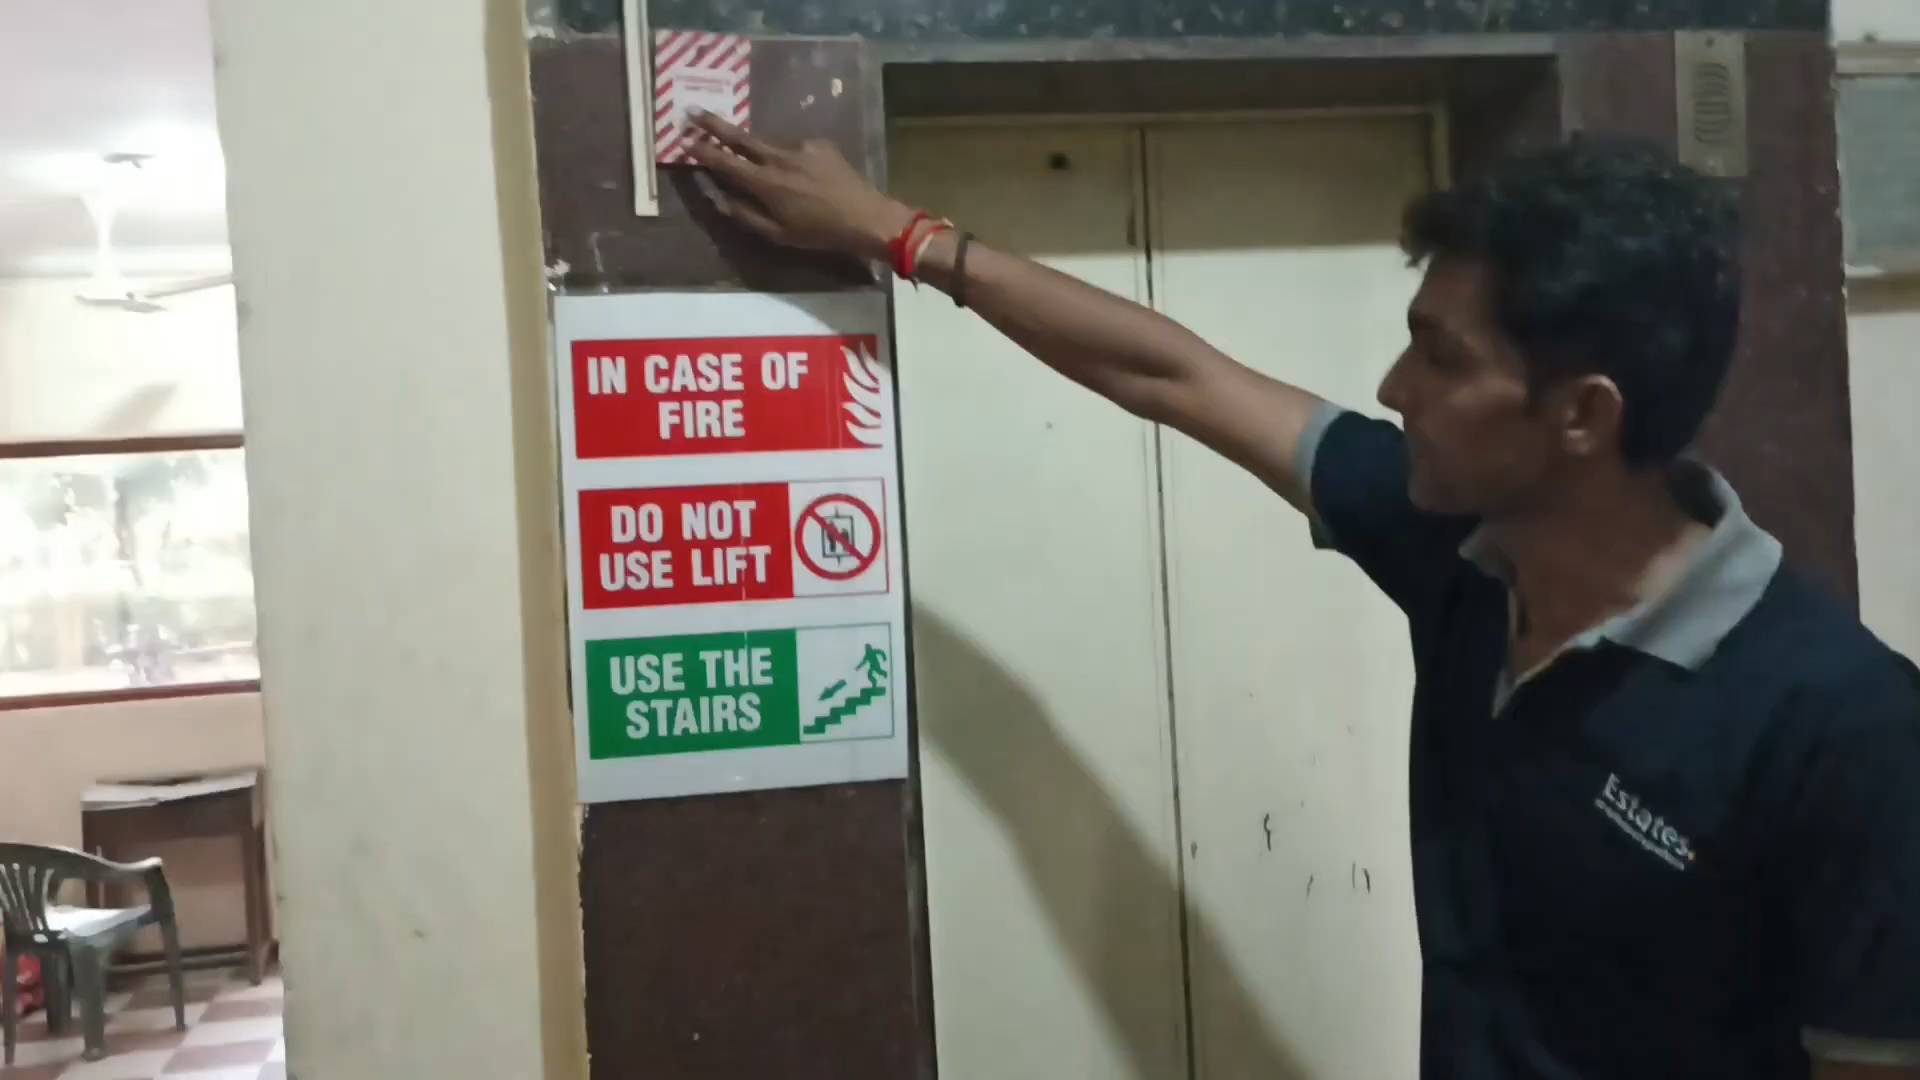 IN CASE OF
FIRE
DO NOT
USE LIFT
USE THE
STAIRS
Estates.